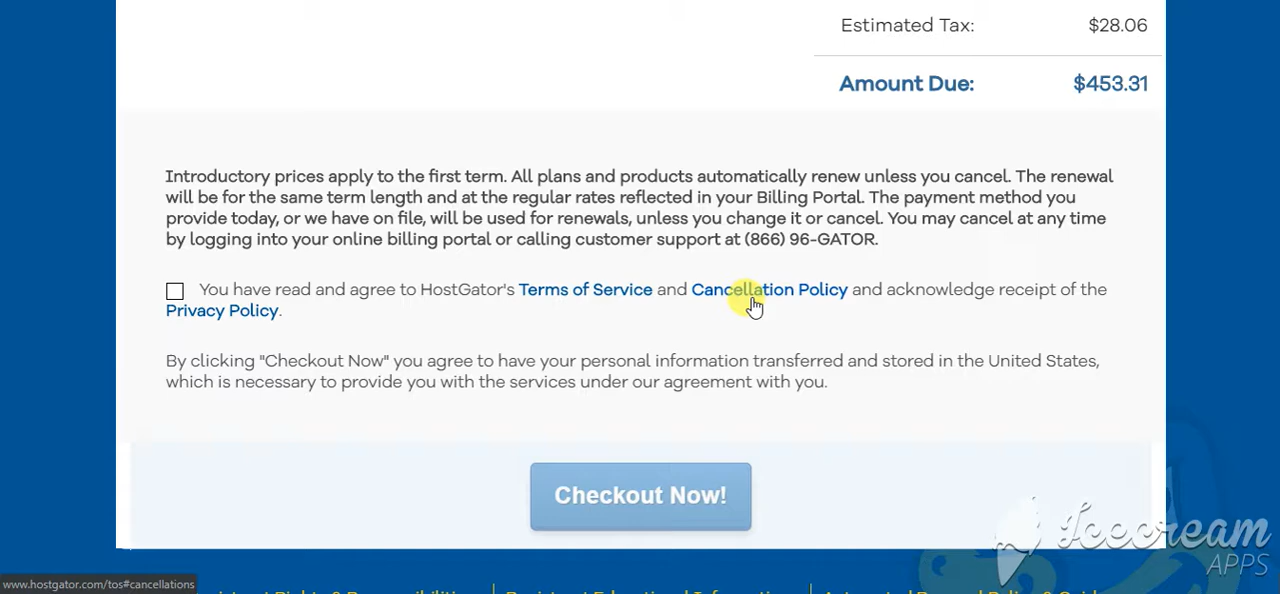 Estimated Tax: $28.06
Amount Due: $453.31
Introductory prices apply to the first term. All plans and products automatically renew unless you cancel. The renewal
will be for the same term length and at the regular rates reflected in your Billing Portal. The payment method you
provide today, or we have on file, will be used for renewals, unless you change it or cancel. You may cancel at any time
by logging into your online billing portal or calling customer support at (866) 96-GATOR.
You have read and agree to HostGator's Terms of Service and Cancellation Policy and acknowledge receipt of the
Privacy Policy.
By clicking "Checkout Now" you agree to have your personal information transferred and stored in the United States,
which is necessary to provide you with the services under our agreement with you.
Checkout Now!
Icecream
APPS
www.hostgator.com/tos#cancellations